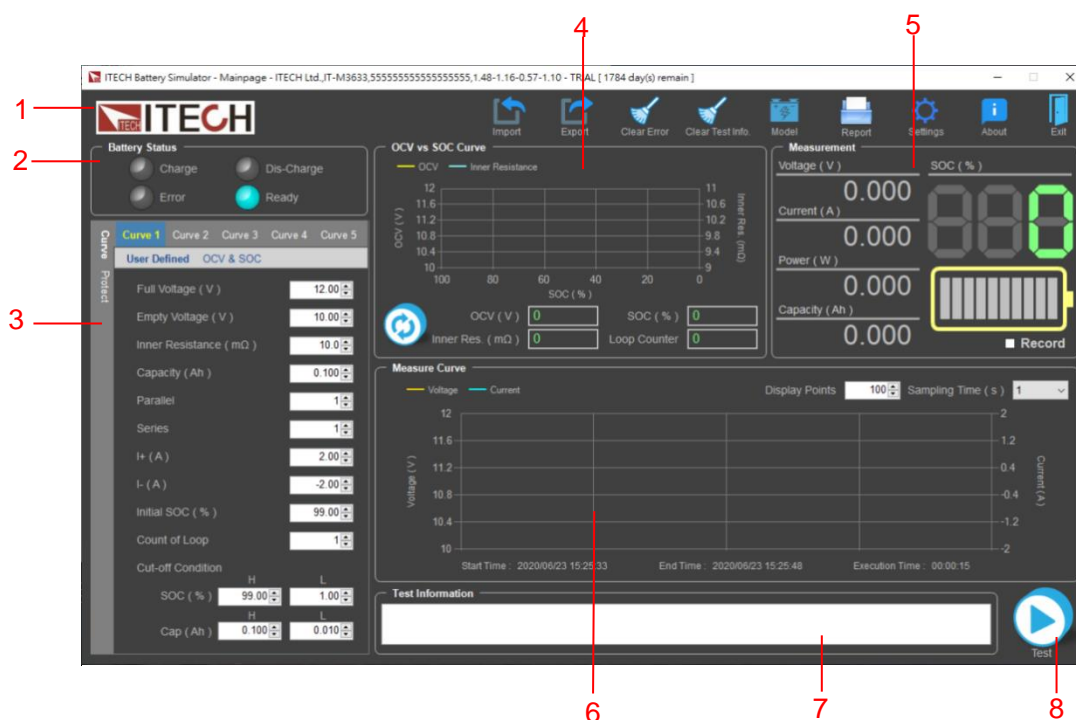 4
5
ITECH Battery Simulator - Mainpage - ITECH Ltd.,IT-M3633,555555555555555555,1.48-1.16-0.57-1.10 - TRIAL [ 1784 day(s) remain ]
1
ITECH ITECH
Import Export Clear Error Clear Test Info. Model Report Settings About Exit
2
Battery Status
Charge Dis-Charge
Error Ready
OCV vs SOC Curve
OCV Inner Resistance
12 11
11.6 10.6
11.2 10.2
10.8 9.8
10.4 9.4
10 9
OCV ( V )
Inner Res. (mΩ)
100 80 60 40 20 0
SOC ( % )
OCV ( V ) 0 SOC ( % ) 0
Inner Res. ( mΩ ) 0 Loop Counter 0
Measurement
Voltage ( V ) SOC ( % )
0.000
Current ( A )
0.000 0
Power ( W )
0.000
Capacity ( Ah )
0.000
Record
3
Curve
Protect
Curve 1 Curve 2 Curve 3 Curve 4 Curve 5
User Defined OCV & SOC
Full Voltage ( V ) 12.00
Empty Voltage ( V ) 10.00
Inner Resistance ( mΩ ) 10.0
Capacity ( Ah ) 0.100
Parallel 1
Series 1
I+ ( A ) 2.00
I- ( A ) -2.00
Initial SOC ( % ) 99.00
Count of Loop 1
Cut-off Condition
H L
SOC ( % ) 99.00 1.00
H L
Cap ( Ah ) 0.100 0.010
Measure Curve
Voltage Current
Display Points 100 Sampling Time ( s ) 1
12 2
11.6 1.2
11.2 0.4
10.8 -0.4
10.4 -1.2
10 -2
Voltage ( V )
Current ( A )
Start Time : 2020/06/23 15:25:33 End Time : 2020/06/23 15:25:48 Execution Time : 00:00:15
Test Information
Test
6
7
8